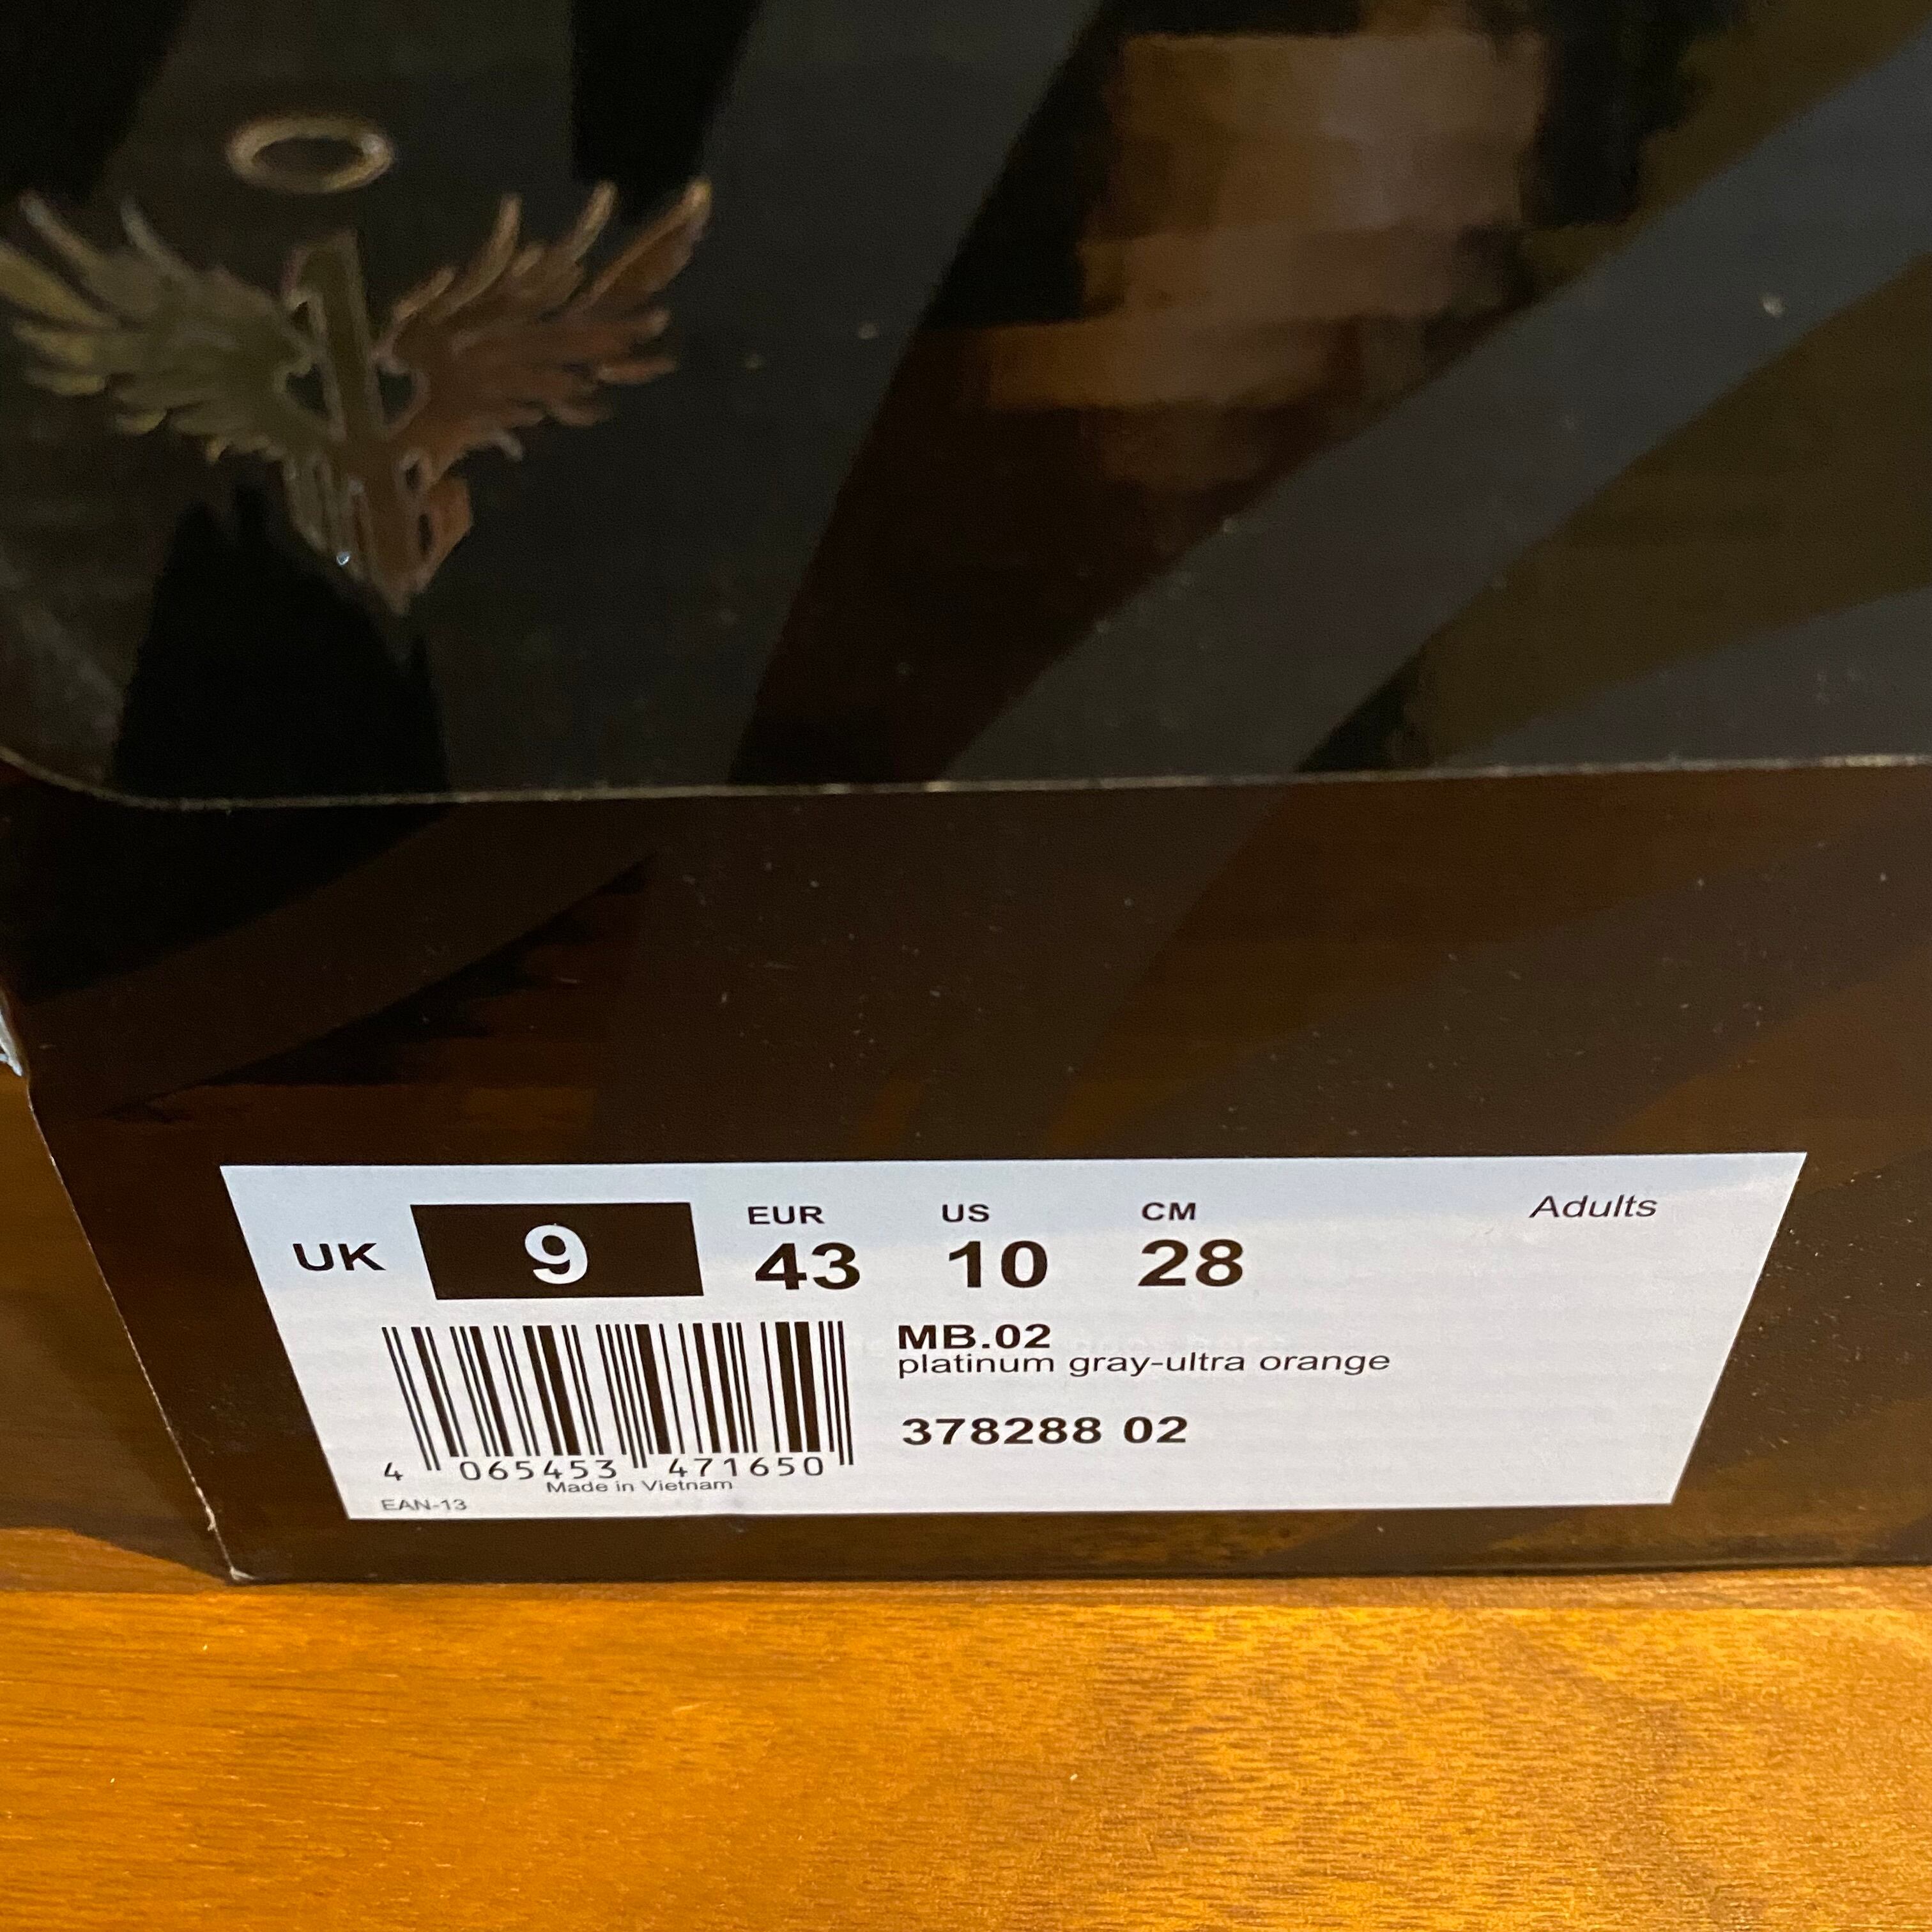 EUR US CM Adults
UK 9 43 10 28
MB.02
platinum gray-ultra orange
378288 02
4 065453 471650
Made in Vietnam
EAN-13